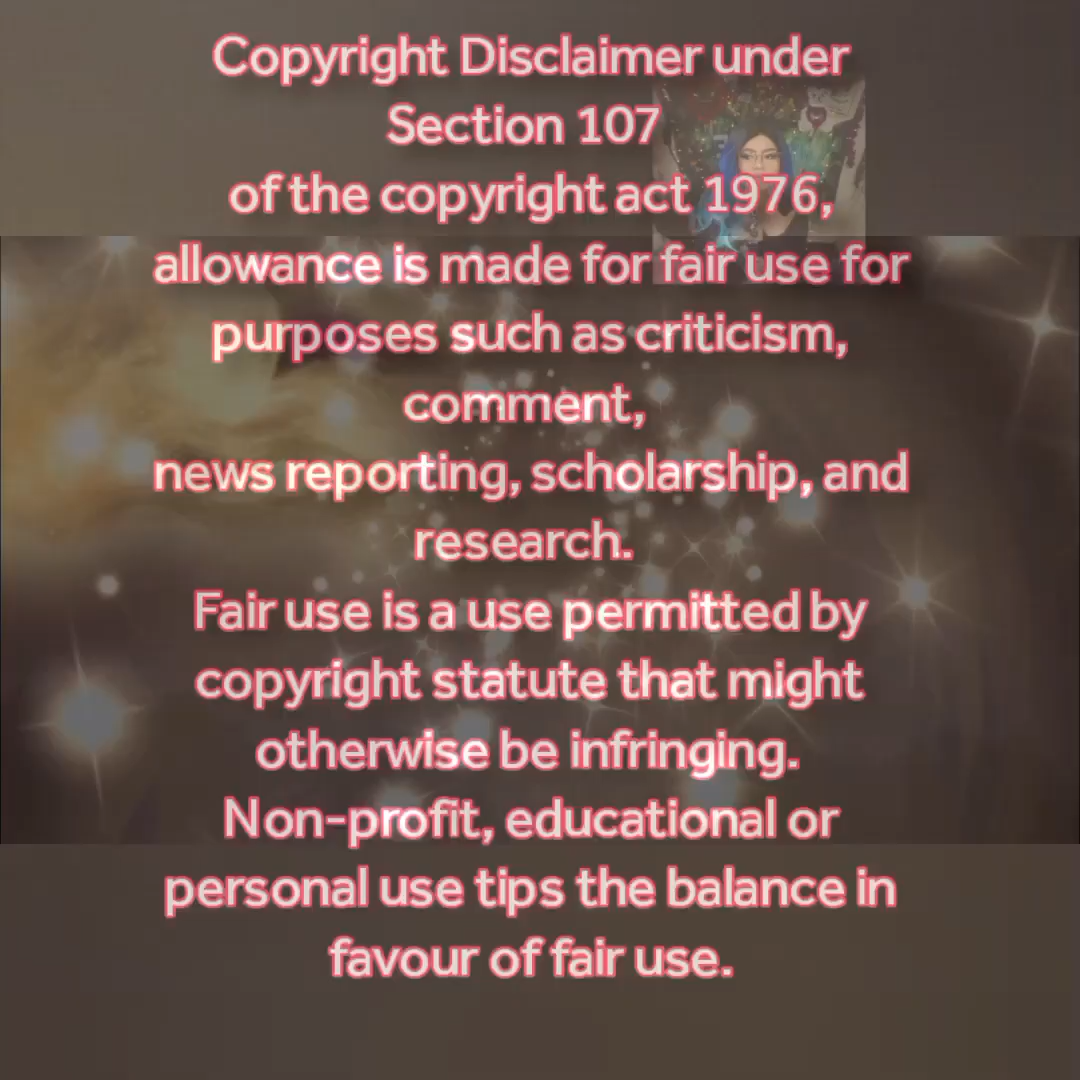 Copyright Disclaimer under
Section 107
of the copyright act 1976,
allowance is made for fair use for
purposes such as criticism,
comment,
news reporting, scholarship, and
research.
Fair use is a use permitted by
copyright statute that might
otherwise be infringing.
Non-profit, educational or
personal use tips the balance in
favour of fair use.